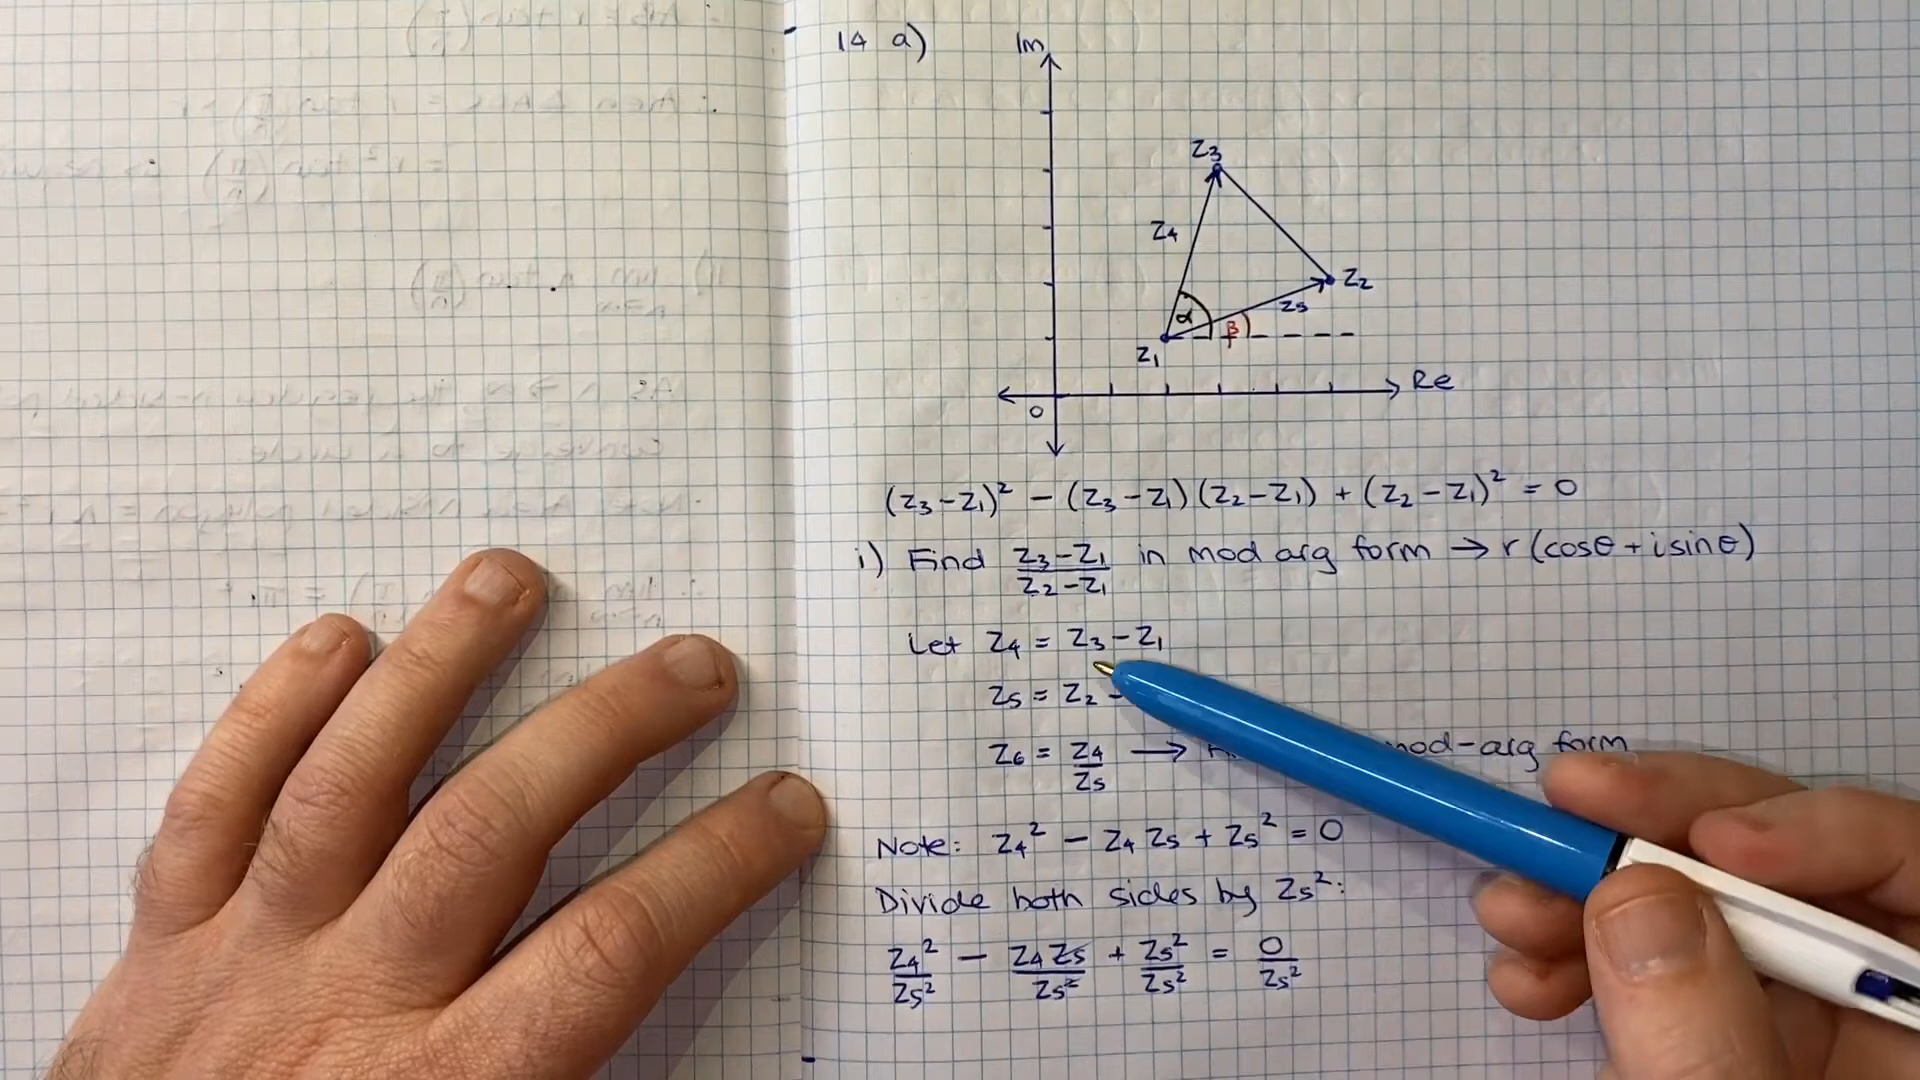 14 a)
Im
Z₃
Z₄
Z₂
Z₅
α
β
Z₁
Re
0
(Z₃-Z₁)² - (Z₃-Z₁)(Z₂-Z₁) + (Z₂-Z₁)² = 0
i) Find (Z₃-Z₁)/(Z₂-Z₁) in mod arg form → r(cosθ + isinθ)
Let Z₄ = Z₃ - Z₁
Z₅ = Z₂ -
Z₆ = Z₄/Z₅ → mod-arg form
Note: Z₄² - Z₄ Z₅ + Z₅² = 0
Divide both sides by Z₅²:
Z₄²/Z₅² - Z₄ Z₅/Z₅² + Z₅²/Z₅² = 0/Z₅²